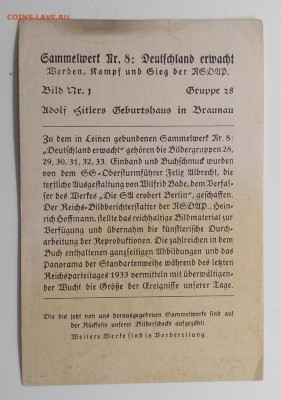 CoinsS.Lave.ru
Sammelwerk Nr. 8: Deutschland erwacht
Werden, Kampf und Sieg der NSDAP.
Bild Nr. 1 Gruppe 28
Adolf Hitlers Geburtshaus in Braunau
Zu dem in Leinen gebundenen Sammelwerk Nr. 8:
„Deutschland erwacht“ gehören die Bildergruppen 28,
29, 30, 31, 32, 33. Einband und Buchschmuck wurden
von dem SS-Obersturmführer Felix Albrecht, die
textliche Ausgestaltung von Wilfrid Bade, dem Verfas-
ser des Werkes „Die SA erobert Berlin“, geschaffen.
Der Reichs-Bildberichterstatter der NSDAP., Hein-
rich Hoffmann, stellte das reichhaltige Bildmaterial zur
Verfügung und übernahm die künstlerische Durch-
arbeitung der Reproduktionen. Die zahlreichen in dem
Buch enthaltenen ganzseitigen Abbildungen und das
Panorama der Standartenweihe während des letzten
Reichsparteitages 1933 vermitteln mit überwältigen-
der Wucht die Größe der Ereignisse unserer Tage.
Die bis jetzt von uns herausgegebenen Sammelwerke sind auf
der Rückseite unserer Bilderschecks aufgezählt.
Weitere Werke sind in Vorbereitung.